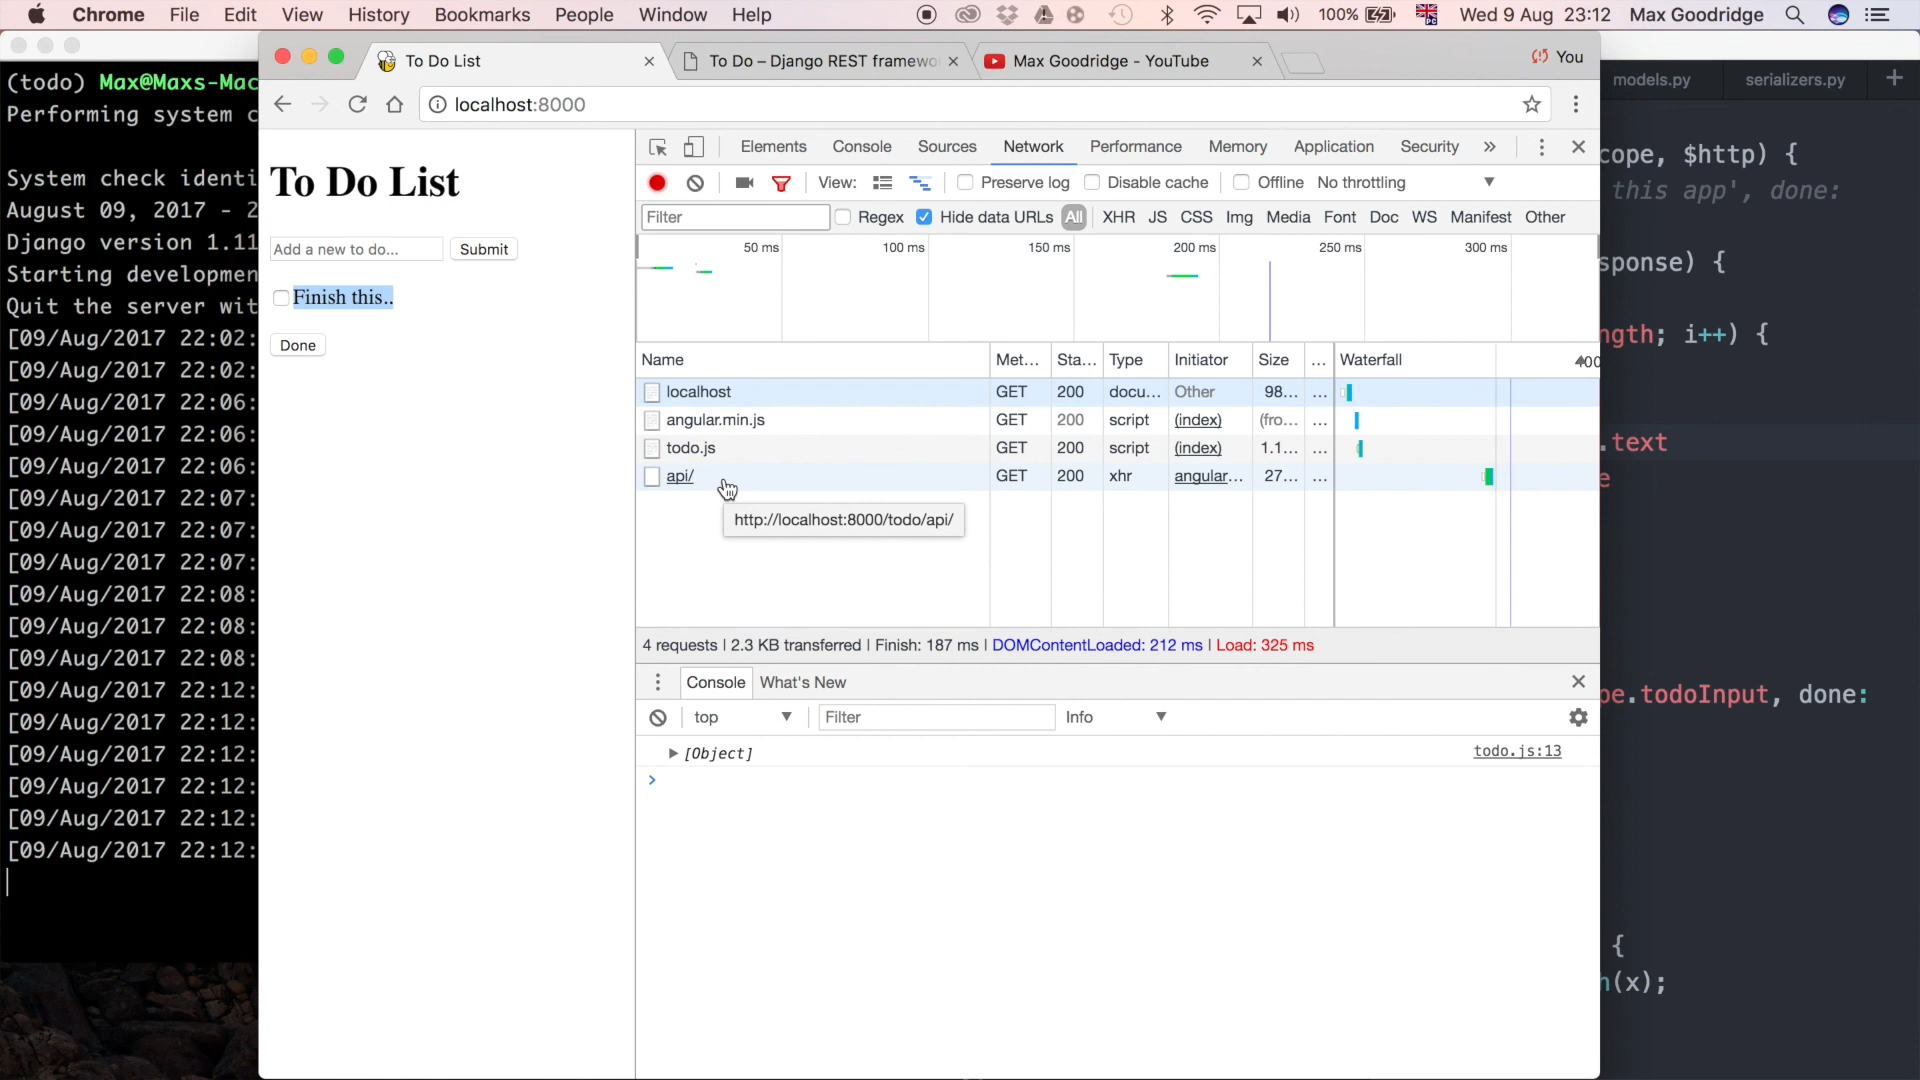 Chrome File Edit View History Bookmarks People Window Help 100% Wed 9 Aug 23:12 Max Goodridge
To Do List To Do – Django REST framewo Max Goodridge - YouTube You
localhost:8000
(todo) Max@Maxs-Mac
Performing system c
System check identi
August 09, 2017 - 2
Django version 1.11
Starting developmen
Quit the server wit
[09/Aug/2017 22:02:
[09/Aug/2017 22:02:
[09/Aug/2017 22:06:
[09/Aug/2017 22:06:
[09/Aug/2017 22:06:
[09/Aug/2017 22:07:
[09/Aug/2017 22:07:
[09/Aug/2017 22:07:
[09/Aug/2017 22:08:
[09/Aug/2017 22:08:
[09/Aug/2017 22:08:
[09/Aug/2017 22:12:
[09/Aug/2017 22:12:
[09/Aug/2017 22:12:
[09/Aug/2017 22:12:
[09/Aug/2017 22:12:
[09/Aug/2017 22:12:
To Do List
Add a new to do... Submit
Finish this..
Done
Elements Console Sources Network Performance Memory Application Security »
View: Preserve log Disable cache Offline No throttling
Filter Regex Hide data URLs All XHR JS CSS Img Media Font Doc WS Manifest Other
50 ms 100 ms 150 ms 200 ms 250 ms 300 ms
Name Met... Sta... Type Initiator Size ... Waterfall
localhost GET 200 docu... Other 98... ...
angular.min.js GET 200 script (index) (fro... ...
todo.js GET 200 script (index) 1.1... ...
api/ GET 200 xhr angular... 27... ...
http://localhost:8000/todo/api/
4 requests | 2.3 KB transferred | Finish: 187 ms | DOMContentLoaded: 212 ms | Load: 325 ms
Console What's New
top Filter Info
[Object] todo.js:13
>
models.py serializers.py +
cope, $http) {
this app', done:
sponse) {
ngth; i++) {
.text
e
pe.todoInput, done:
{
h(x);